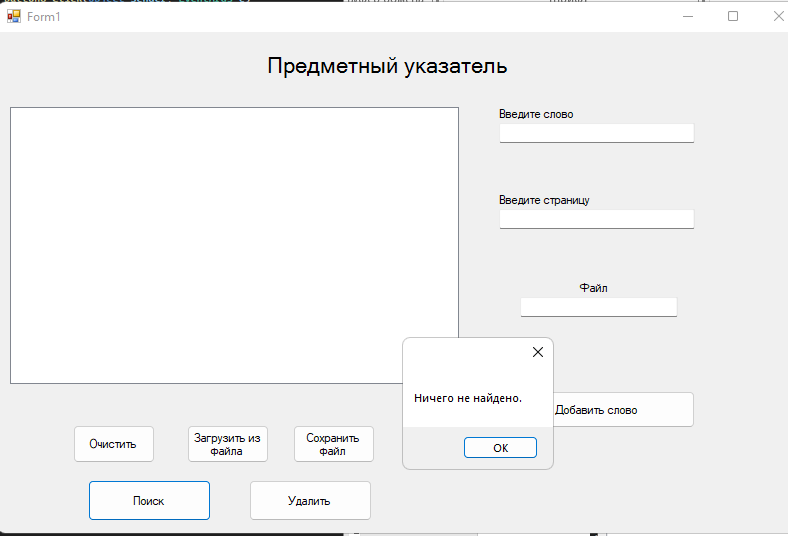 Form1
Предметный указатель
Введите слово
Введите страницу
Файл
Ничего не найдено.
OK
Добавить слово
Очистить
Загрузить из
файла
Сохранить
файл
Поиск
Удалить